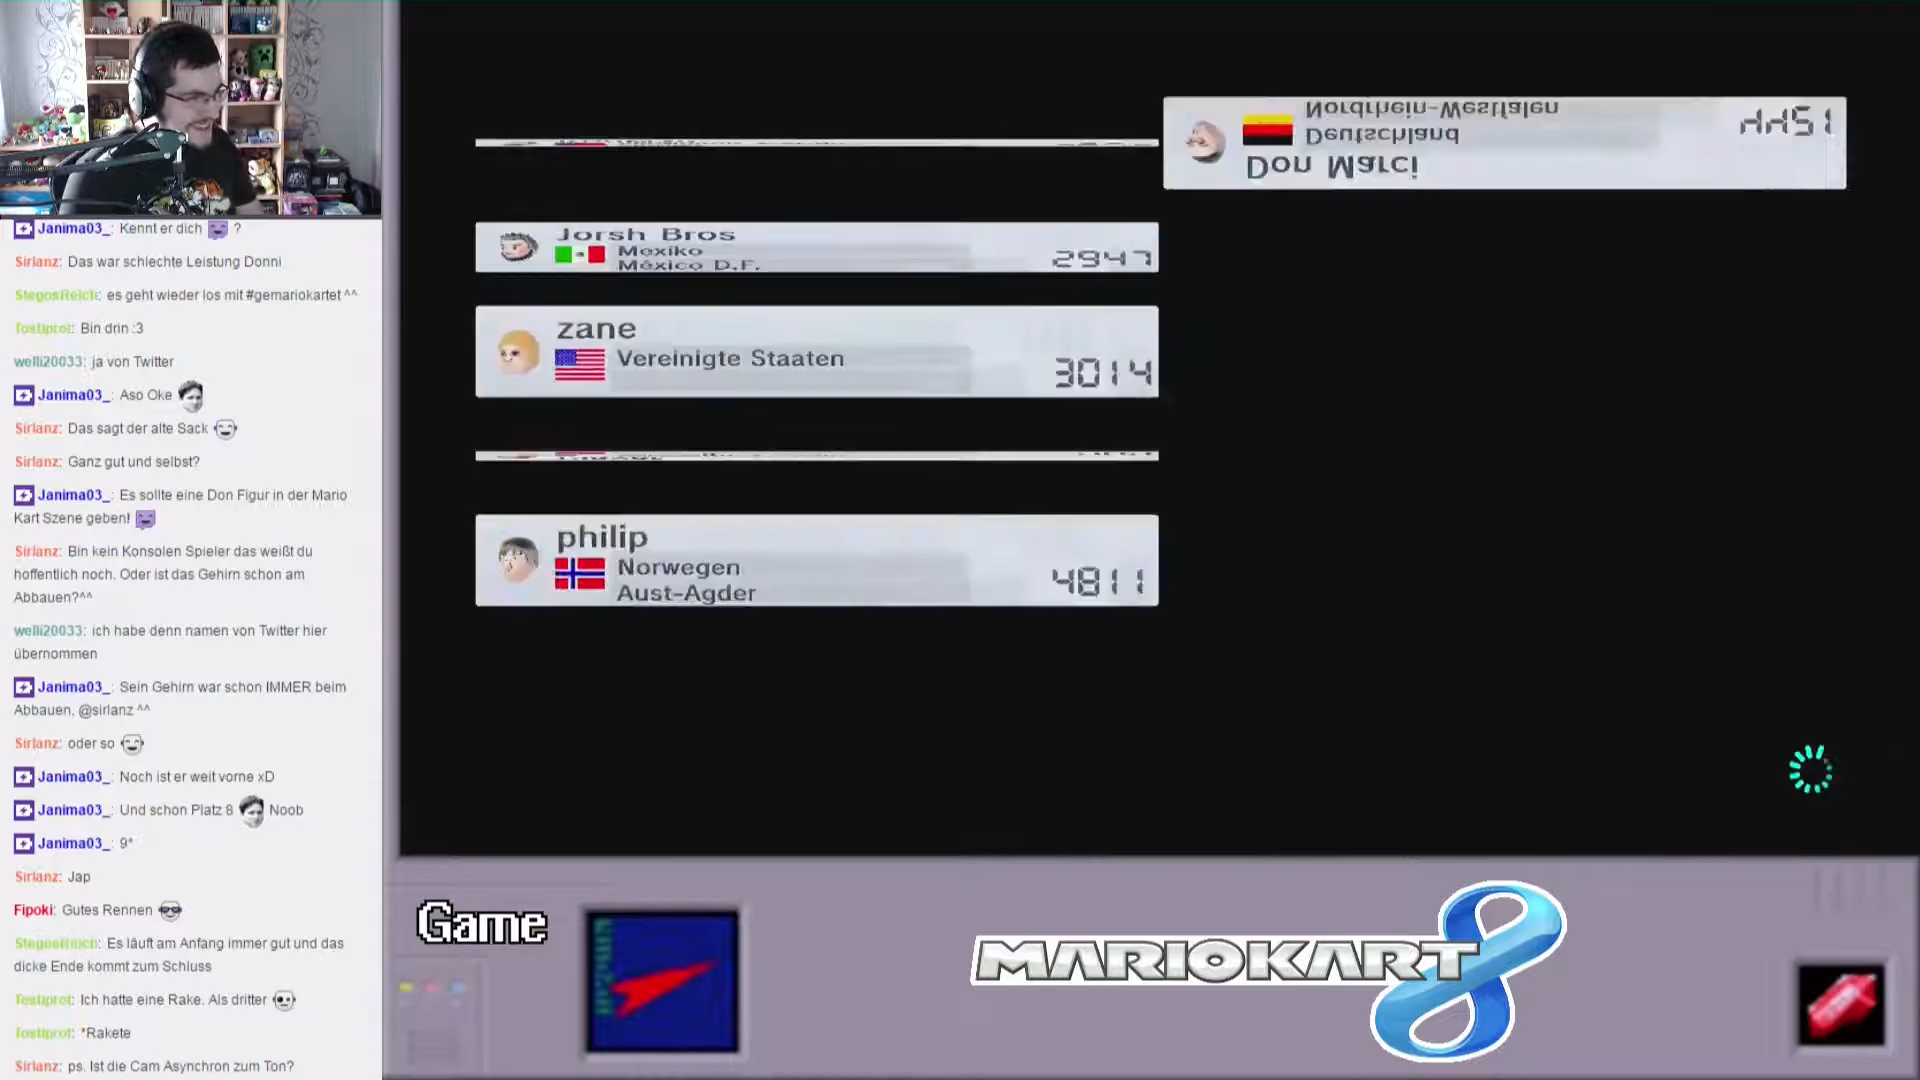 Janima03_: Kennt er dich ?
Sirlanz: Das war schlechte Leistung Donni
StegosReich: es geht wieder los mit #gemariokartet ^^
Tostiprot: Bin drin :3
welli20033: ja von Twitter
Janima03_: Aso Oke
Sirlanz: Das sagt der alte Sack
Sirlanz: Ganz gut und selbst?
Janima03_: Es sollte eine Don Figur in der Mario
Kart Szene geben!
Sirlanz: Bin kein Konsolen Spieler das weißt du
hoffentlich noch. Oder ist das Gehirn schon am
Abbauen?^^
welli20033: ich habe denn namen von Twitter hier
übernommen
Janima03_: Sein Gehirn war schon IMMER beim
Abbauen, @sirlanz ^^
Sirlanz: oder so
Janima03_: Noch ist er weit vorne xD
Janima03_: Und schon Platz 8 Noob
Janima03_: 9*
Sirlanz: Jap
Fipoki: Gutes Rennen
StegosReich: Es läuft am Anfang immer gut und das
dicke Ende kommt zum Schluss
Tostiprot: Ich hatte eine Rake. Als dritter
Tostiprot: *Rakete
Sirlanz: ps. Ist die Cam Asynchron zum Ton?
Jorsh Bros
Mexiko
México D.F.
2947
zane
Vereinigte Staaten
3014
philip
Norwegen
Aust-Agder
4811
Nordrhein-Westfalen
Deutschland
Don Marci
4451
Game
MARIOKART 8